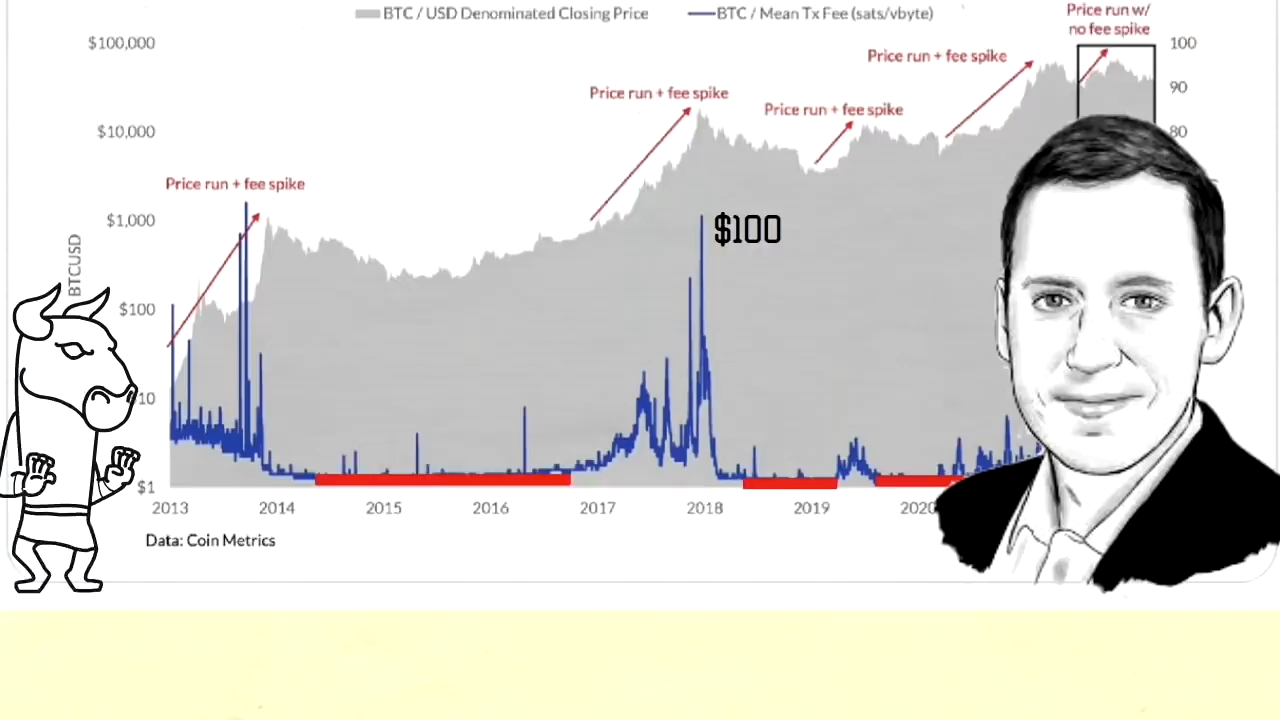 BTC / USD Denominated Closing Price
BTC / Mean Tx Fee (sats/vbyte)
Price run w/
no fee spike
$100,000
100
Price run + fee spike
90
Price run + fee spike
Price run + fee spike
$10,000
80
Price run + fee spike
$1,000
$100
BTCUSD
$100
10
$1
2013
2014
2015
2016
2017
2018
2019
2020
Data: Coin Metrics